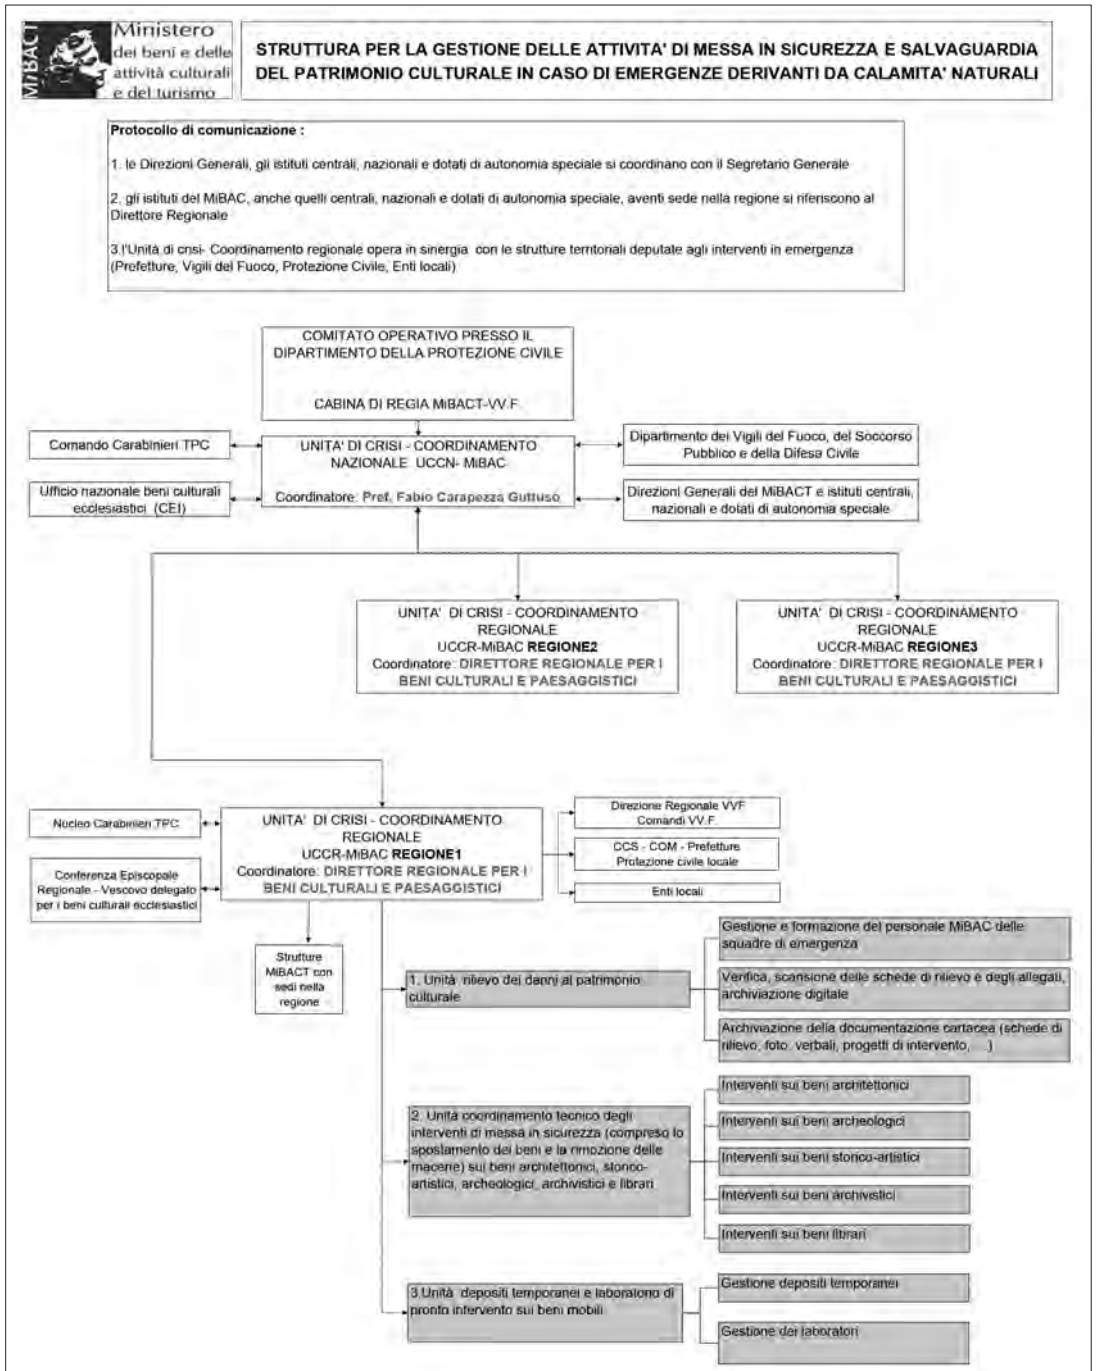 MiBACT
Ministero
dei beni e delle
attività culturali
e del turismo
STRUTTURA PER LA GESTIONE DELLE ATTIVITA' DI MESSA IN SICUREZZA E SALVAGUARDIA
DEL PATRIMONIO CULTURALE IN CASO DI EMERGENZE DERIVANTI DA CALAMITA' NATURALI
Protocollo di comunicazione :
1. le Direzioni Generali, gli istituti centrali, nazionali e dotati di autonomia speciale si coordinano con il Segretario Generale
2. gli istituti del MiBAC, anche quelli centrali, nazionali e dotati di autonomia speciale, aventi sede nella regione si riferiscono al
Direttore Regionale
3.l'Unità di crisi- Coordinamento regionale opera in sinergia con le strutture territoriali deputate agli interventi in emergenza
(Prefetture, Vigili del Fuoco, Protezione Civile, Enti locali)
COMITATO OPERATIVO PRESSO IL
DIPARTIMENTO DELLA PROTEZIONE CIVILE
CABINA DI REGIA MiBACT-VV.F.
Comando Carabinieri TPC
UNITA' DI CRISI - COORDINAMENTO
NAZIONALE UCCN- MiBAC
Coordinatore: Pref. Fabio Carapezza Guttuso
Dipartimento dei Vigili del Fuoco, del Soccorso
Pubblico e della Difesa Civile
Ufficio nazionale beni culturali
ecclesiastici (CEI)
Direzioni Generali del MiBACT e istituti centrali,
nazionali e dotati di autonomia speciale
UNITA' DI CRISI - COORDINAMENTO
REGIONALE
UCCR-MiBAC REGIONE2
Coordinatore: DIRETTORE REGIONALE PER I
BENI CULTURALI E PAESAGGISTICI
UNITA' DI CRISI - COORDINAMENTO
REGIONALE
UCCR-MiBAC REGIONE3
Coordinatore: DIRETTORE REGIONALE PER I
BENI CULTURALI E PAESAGGISTICI
Nucleo Carabinieri TPC
Conferenza Episcopale
Regionale - Vescovo delegato
per i beni culturali ecclesiastici
UNITA' DI CRISI - COORDINAMENTO
REGIONALE
UCCR-MiBAC REGIONE1
Coordinatore: DIRETTORE REGIONALE PER I
BENI CULTURALI E PAESAGGISTICI
Direzione Regionale VVF
Comandi VV.F.
CCS - COM - Prefetture
Protezione civile locale
Enti locali
Strutture
MiBACT con
sedi nella
regione
1. Unità rilievo dei danni al patrimonio
culturale
Gestione e formazione del personale MiBAC delle
squadre di emergenza
Verifica, scansione delle schede di rilievo e degli allegati,
archiviazione digitale
Archiviazione della documentazione cartacea (schede di
rilievo, foto, verbali, progetti di intervento, ...)
2. Unità coordinamento tecnico degli
interventi di messa in sicurezza (compreso lo
spostamento dei beni e la rimozione delle
macerie) sui beni architettonici, storico-
artistici, archeologici, archivistici e librari
Interventi sui beni architettonici
Interventi sui beni archeologici
Interventi sui beni storico-artistici
Interventi sui beni archivistici
Interventi sui beni librari
3.Unità depositi temporanei e laboratorio di
pronto intervento sui beni mobili
Gestione depositi temporanei
Gestione dei laboratori